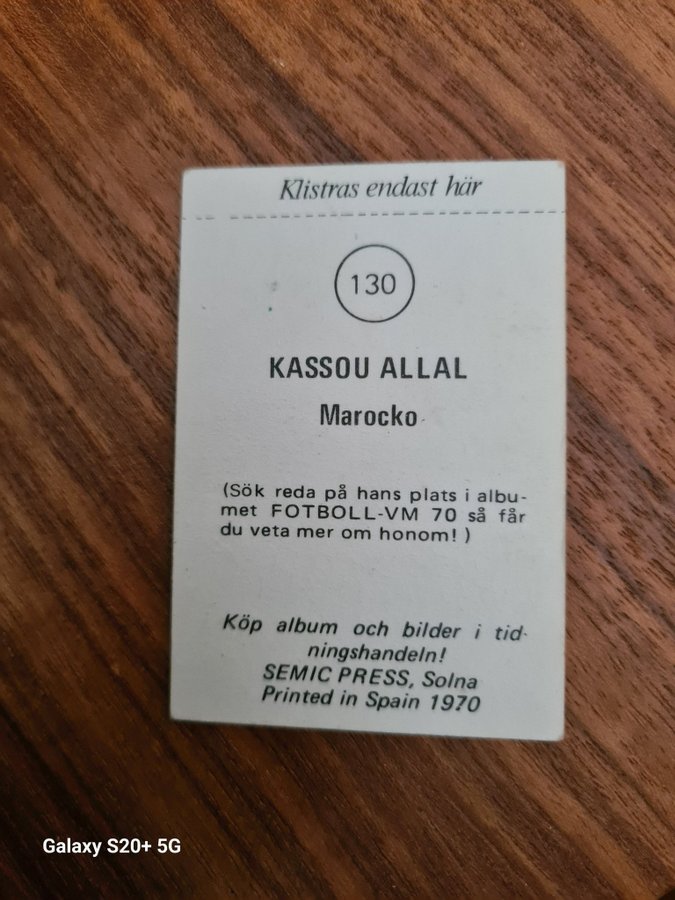 Klistras endast här
130
KASSOU ALLAL
Marocko
(Sök reda på hans plats i albu-
met FOTBOLL-VM 70 så får
du veta mer om honom! )
Köp album och bilder i tid-
ningshandeln!
SEMIC PRESS, Solna
Printed in Spain 1970
Galaxy S20+ 5G